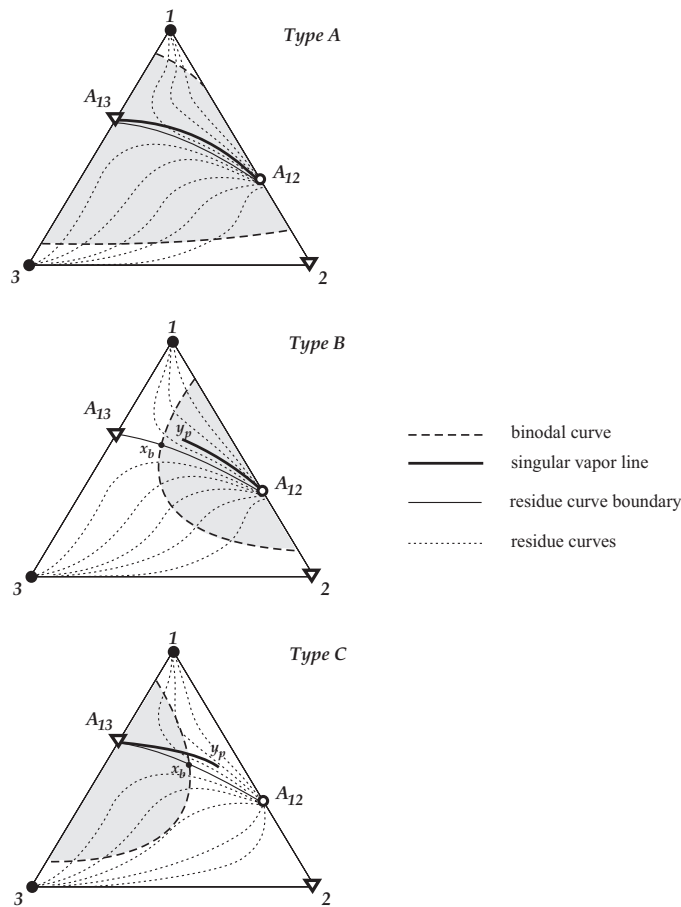 1
Type A
A13
A12
3
2
1
Type B
A13
yp
xb
A12
3
2
binodal curve
singular vapor line
residue curve boundary
residue curves
1
Type C
A13
yp
xb
A12
3
2